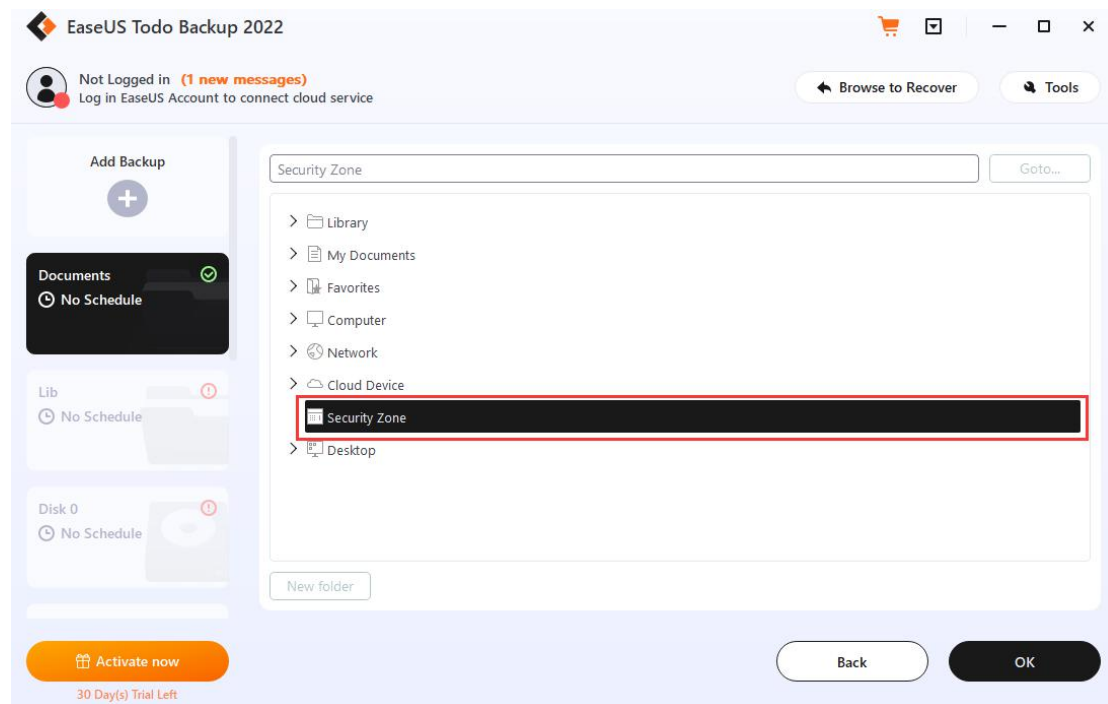 EaseUS Todo Backup 2022
Not Logged in (1 new messages)
Log in EaseUS Account to connect cloud service
Browse to Recover
Tools
Add Backup
Documents
No Schedule
Lib
No Schedule
Disk 0
No Schedule
Activate now
30 Day(s) Trial Left
Security Zone
Goto...
Library
My Documents
Favorites
Computer
Network
Cloud Device
Security Zone
Desktop
New folder
Back
OK